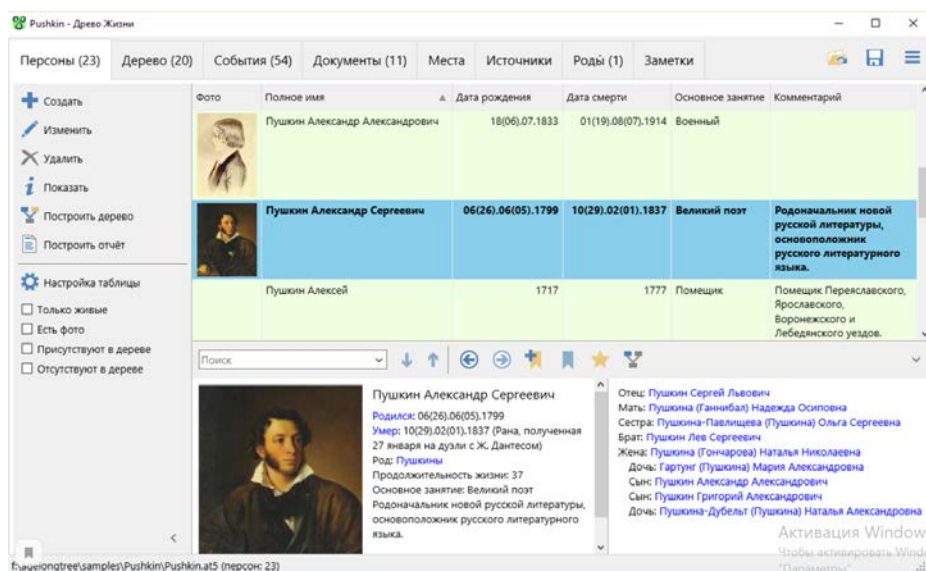 Pushkin - Древо Жизни
Персоны (23) Дерево (20) События (54) Документы (11) Места Источники Роды́ (1) Заметки
Создать
Изменить
Удалить
Показать
Построить дерево
Построить отчёт
Настройка таблицы
Только живые
Есть фото
Присутствуют в дереве
Отсутствуют в дереве
Фото Полное имя Дата рождения Дата смерти Основное занятие Комментарий
Пушкин Александр Александрович 18(06).07.1833 01(19).08(07).1914 Военный
Пушкин Александр Сергеевич 06(26).06(05).1799 10(29).02(01).1837 Великий поэт Родоначальник новой
русской литературы,
основоположник
русского литературного
языка.
Пушкин Алексей 1717 1777 Помещик Помещик Переяславского,
Ярославского,
Воронежского и
Лебедянского уездов.
Поиск
Пушкин Александр Сергеевич
Родился: 06(26).06(05).1799
Умер: 10(29).02(01).1837 (Рана, полученная
27 января на дуэли с Ж. Дантесом)
Род: Пушкины
Продолжительность жизни: 37
Основное занятие: Великий поэт
Родоначальник новой русской литературы,
основоположник русского литературного
языка.
Отец: Пушкин Сергей Львович
Мать: Пушкина (Ганнибал) Надежда Осиповна
Сестра: Пушкина-Павлищева (Пушкина) Ольга Сергеевна
Брат: Пушкин Лев Сергеевич
Жена: Пушкина (Гончарова) Наталья Николаевна
Дочь: Гартунг (Пушкина) Мария Александровна
Сын: Пушкин Александр Александрович
Сын: Пушкин Григорий Александрович
Дочь: Пушкина-Дубельт (Пушкина) Наталья Александровна
Активация Window
Чтобы активировать Wind
"Параметры".
f:\agelongtree\samples\Pushkin\Pushkin.at5 (персон: 23)